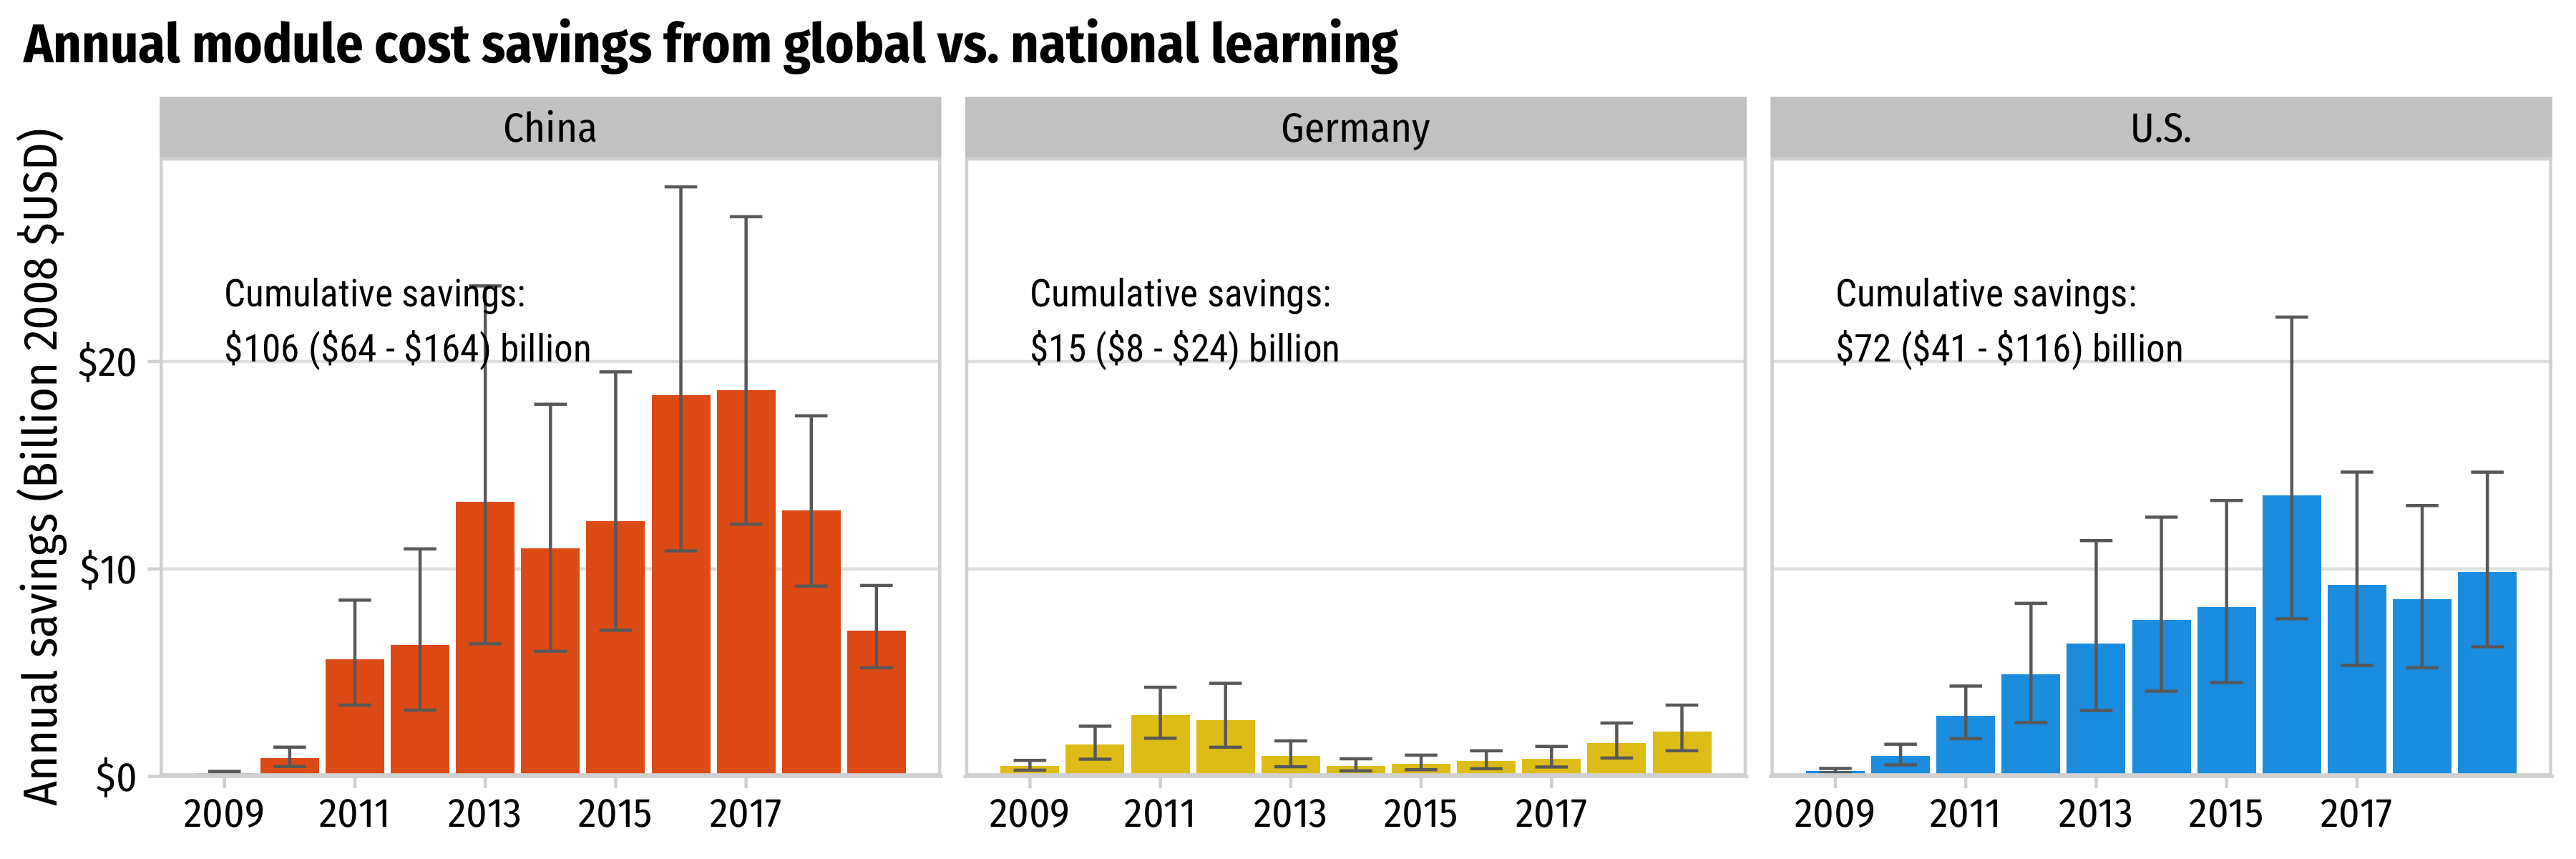 Annual module cost savings from global vs. national learning
China
Germany
U.S.
Annual savings (Billion 2008 $USD)
$20
$10
$0
Cumulative savings:
$106 ($64 - $164) billion
Cumulative savings:
$15 ($8 - $24) billion
Cumulative savings:
$72 ($41 - $116) billion
2009 2011 2013 2015 2017
2009 2011 2013 2015 2017
2009 2011 2013 2015 2017